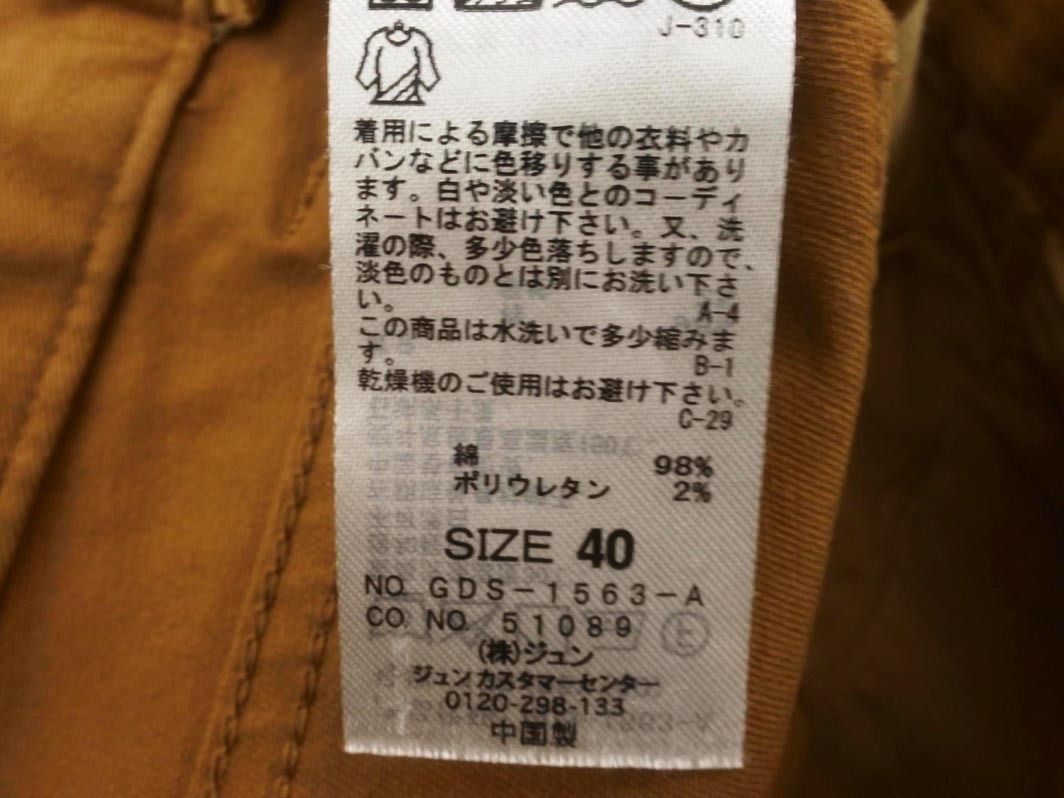 J-310
着用による摩擦で他の衣料やカ
バンなどに色移りする事があり
ます。白や淡い色とのコーディ
ネートはお避け下さい。又、洗
濯の際、多少色落ちしますので、
淡色のものとは別にお洗い下さ
い。
A-4
この商品は水洗いで多少縮みま
す。
B-1
乾燥機のご使用はお避け下さい。
C-29
綿 98%
ポリウレタン 2%
SIZE 40
NO. GDS-1563-A
CO. NO. 51089
(株)ジュン
ジュンカスタマーセンター
0120-298-133
中国製